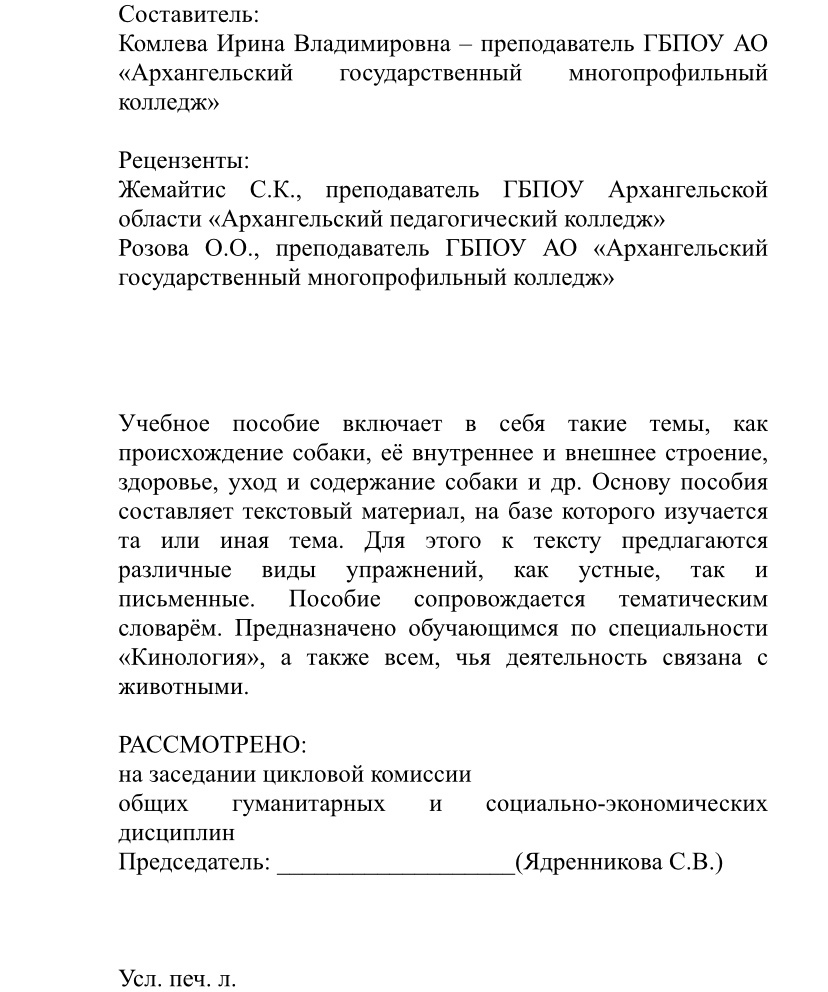 Составитель:
Комлева Ирина Владимировна – преподаватель ГБПОУ АО
«Архангельский государственный многопрофильный
колледж»
Рецензенты:
Жемайтис С.К., преподаватель ГБПОУ Архангельской
области «Архангельский педагогический колледж»
Розова О.О., преподаватель ГБПОУ АО «Архангельский
государственный многопрофильный колледж»
Учебное пособие включает в себя такие темы, как
происхождение собаки, её внутреннее и внешнее строение,
здоровье, уход и содержание собаки и др. Основу пособия
составляет текстовый материал, на базе которого изучается
та или иная тема. Для этого к тексту предлагаются
различные виды упражнений, как устные, так и
письменные. Пособие сопровождается тематическим
словарём. Предназначено обучающимся по специальности
«Кинология», а также всем, чья деятельность связана с
животными.
РАССМОТРЕНО:
на заседании цикловой комиссии
общих гуманитарных и социально-экономических
дисциплин
Председатель: ___________________(Ядренникова С.В.)
Усл. печ. л.